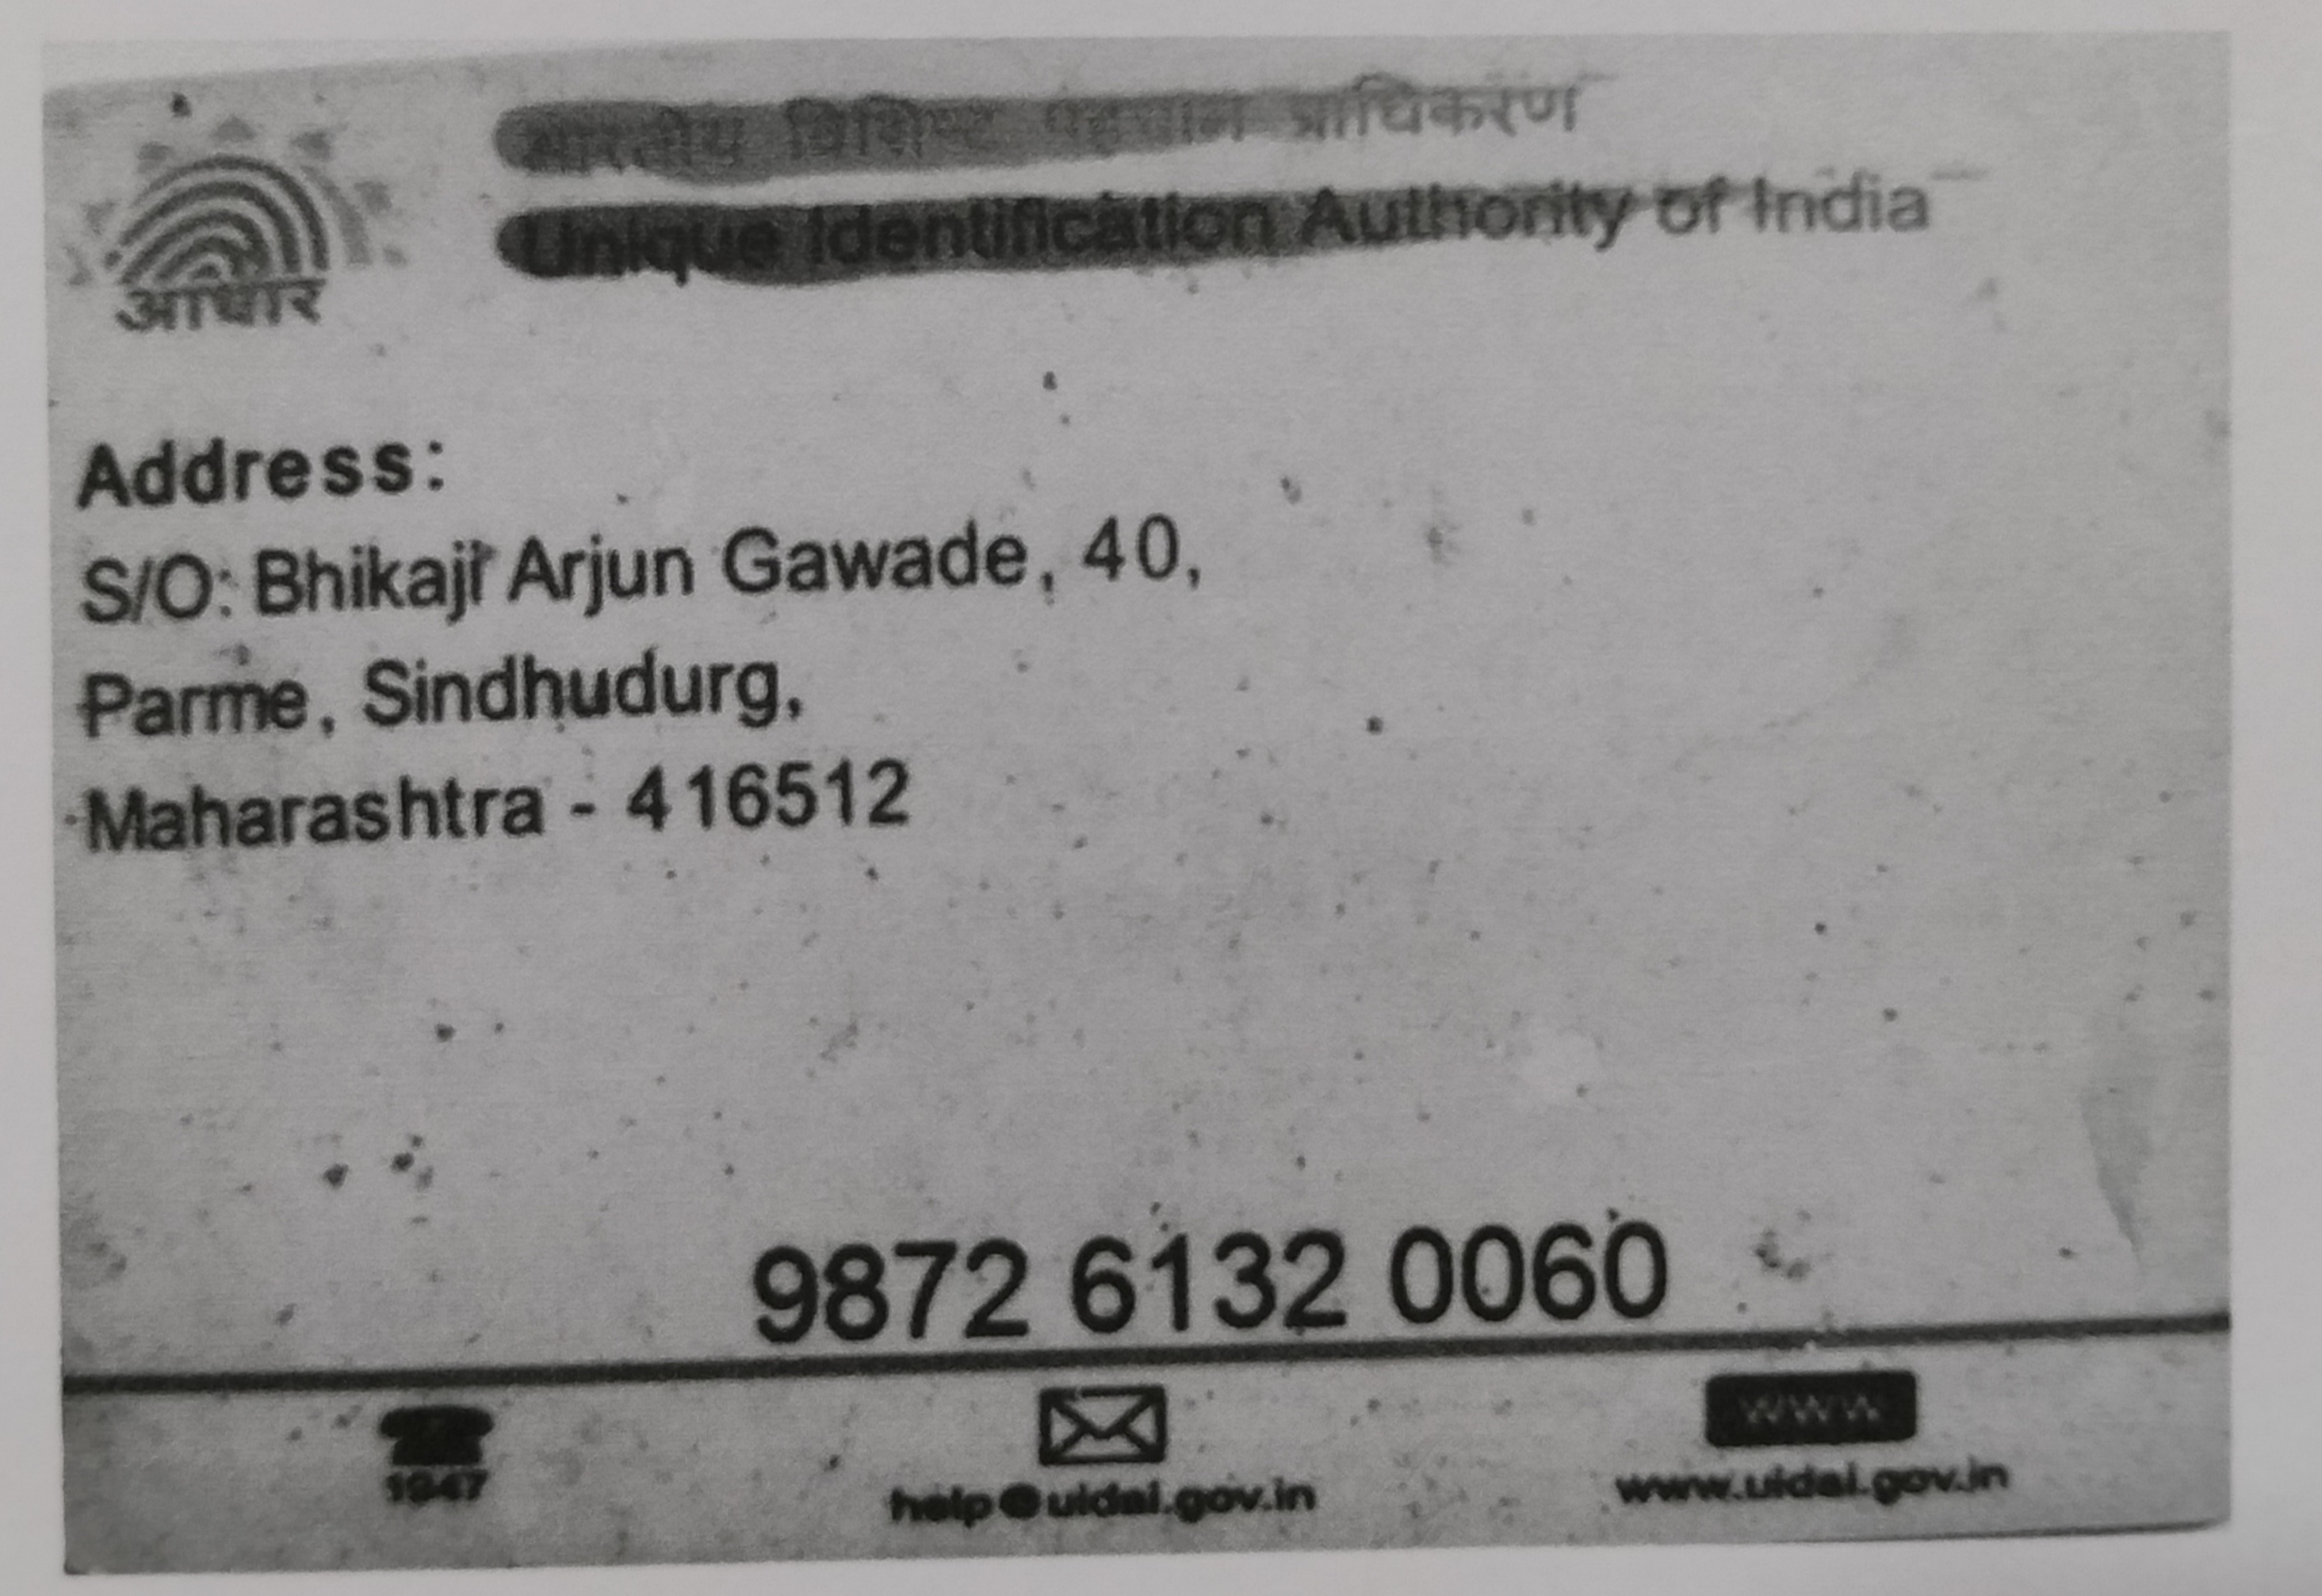 भारतीय विशिष्ट पहचान प्राधिकरण
Unique Identification Authority of India
आधार
Address:
S/O: Bhikaji Arjun Gawade, 40,
Parme, Sindhudurg,
Maharashtra - 416512
9872 6132 0060
1947
help@uidai.gov.in
www
www.uidai.gov.in